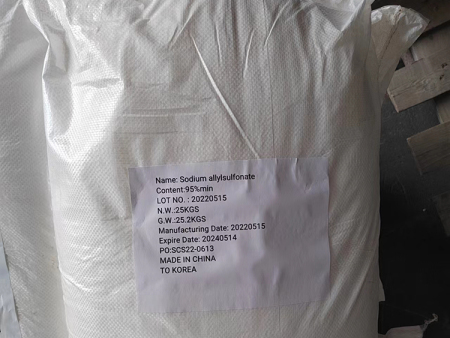 Name: Sodium allylsulfonate
Content:95%min
LOT NO. : 20220515
N.W.:25KGS
G.W.:25.2KGS
Manufacturing Date: 20220515
Expire Date: 20240514
PO:SCS22-0613
MADE IN CHINA
TO KOREA